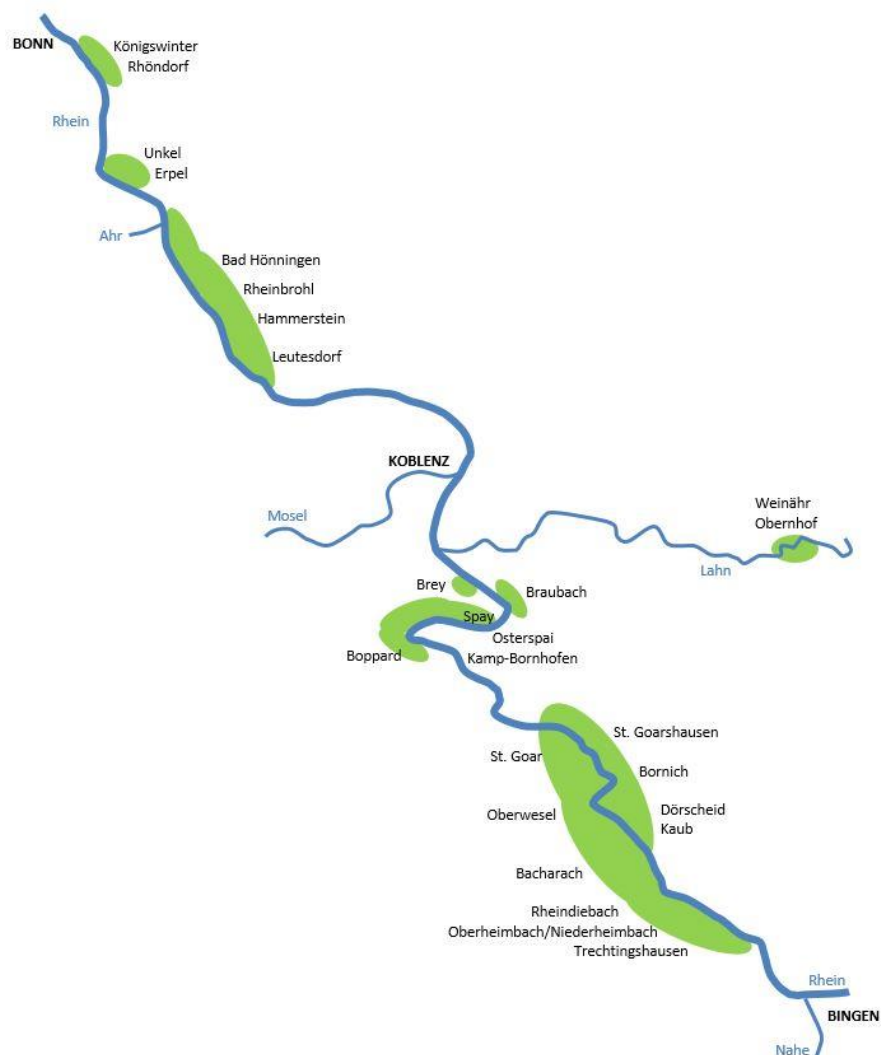 BONN
Königswinter
Rhöndorf
Rhein
Unkel
Erpel
Ahr
Bad Hönningen
Rheinbrohl
Hammerstein
Leutesdorf
KOBLENZ
Mosel
Weinähr
Obernhof
Lahn
Brey
Braubach
Spay
Osterspai
Boppard
Kamp-Bornhofen
St. Goarshausen
St. Goar
Bornich
Oberwesel
Dörscheid
Kaub
Bacharach
Rheindiebach
Oberheimbach/Niederheimbach
Trechtingshausen
Rhein
BINGEN
Nahe